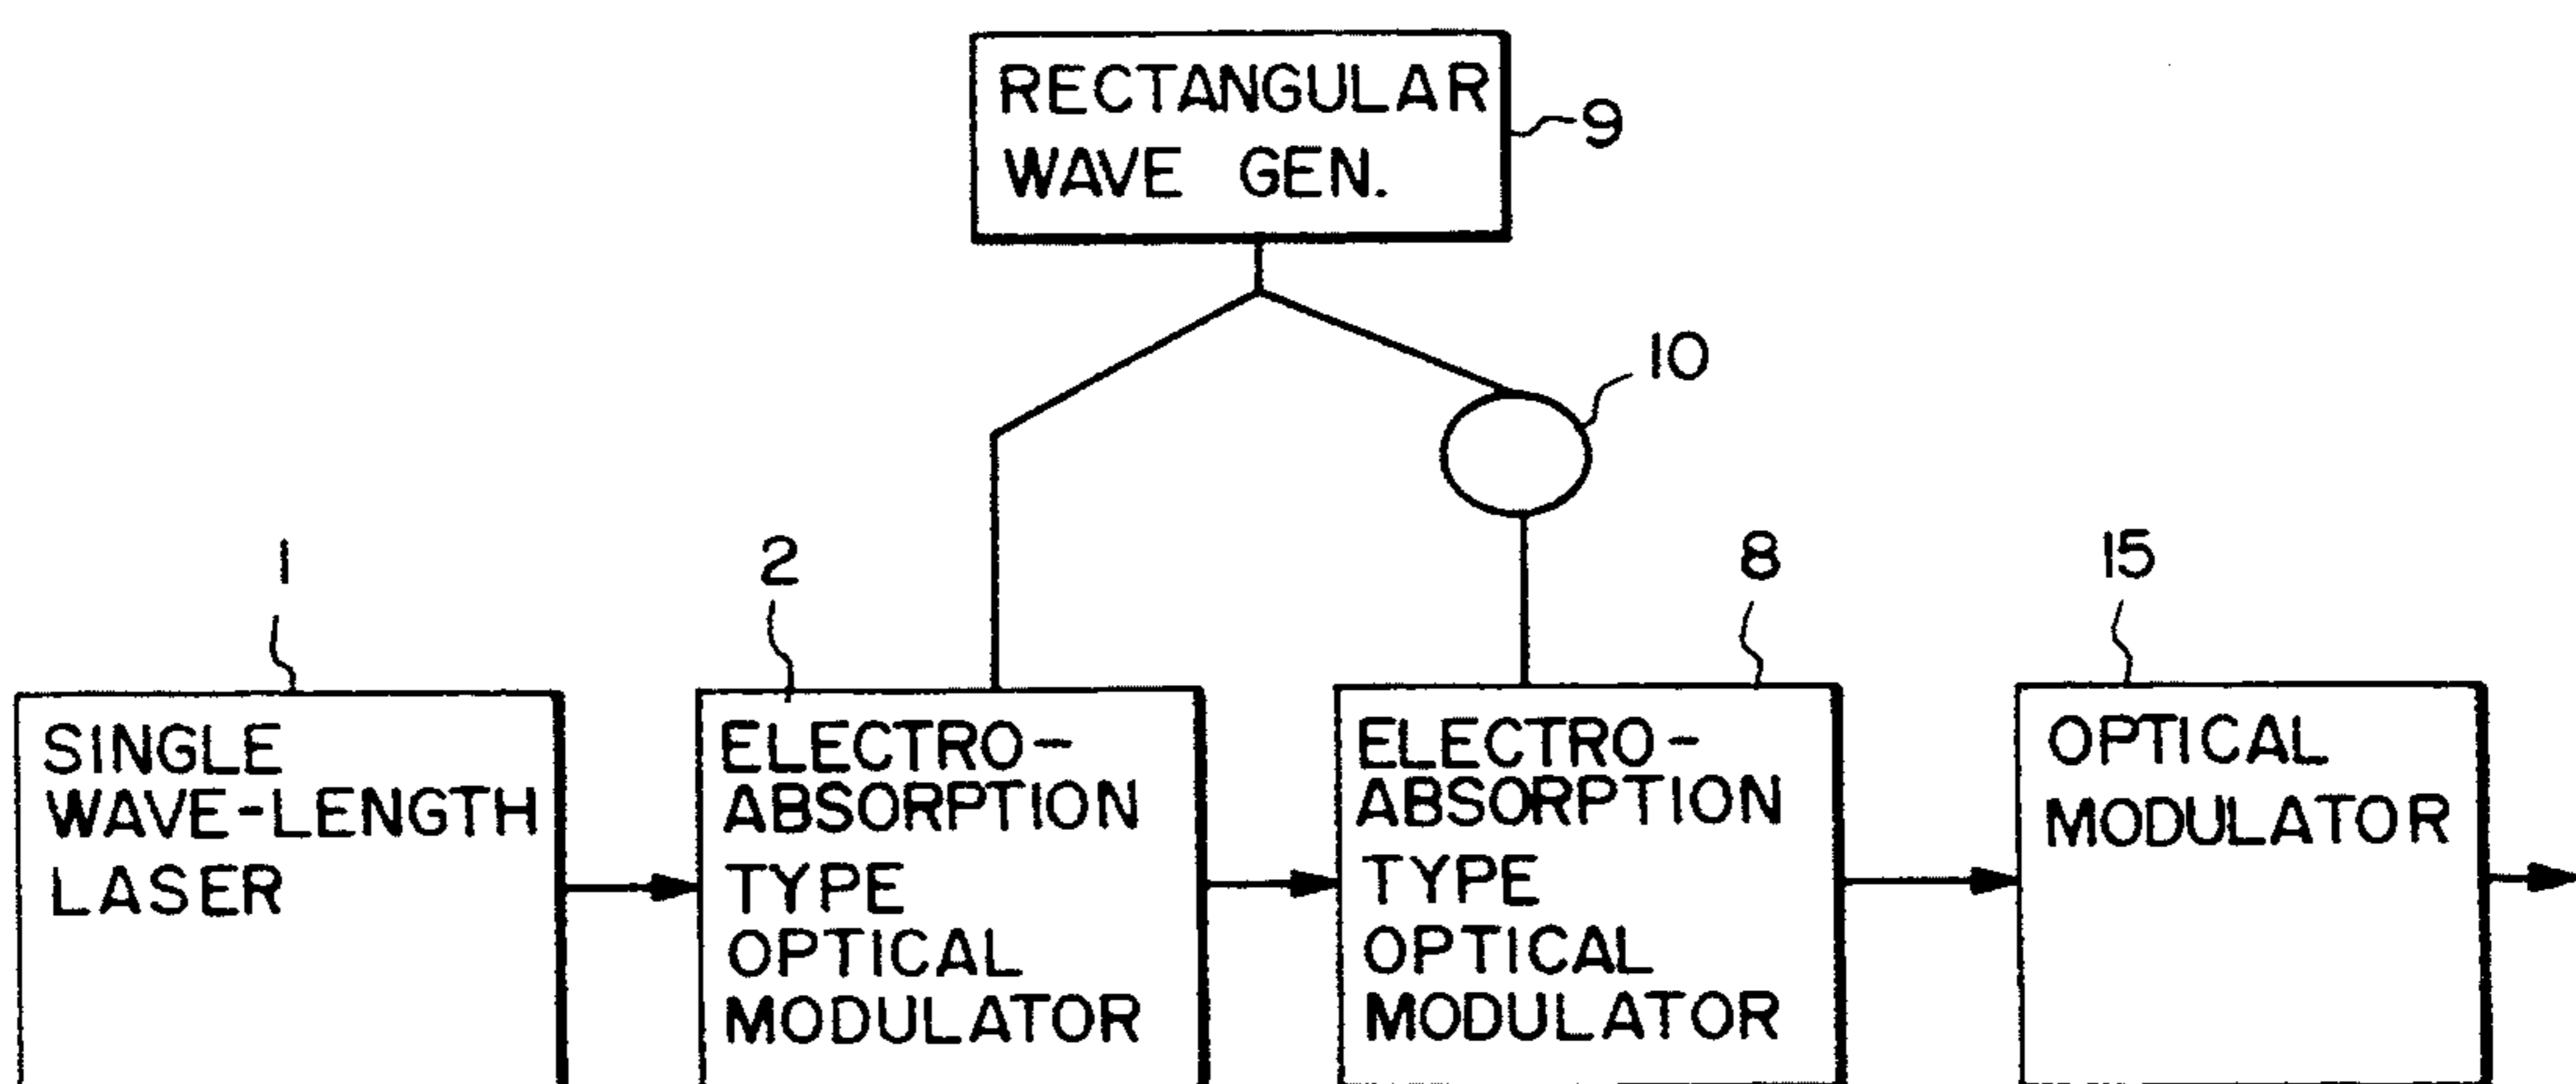 RECTANGULAR
WAVE GEN.
9
10
1
2
8
15
SINGLE
WAVE-LENGTH
LASER
ELECTRO-
ABSORPTION
TYPE
OPTICAL
MODULATOR
ELECTRO-
ABSORPTION
TYPE
OPTICAL
MODULATOR
OPTICAL
MODULATOR